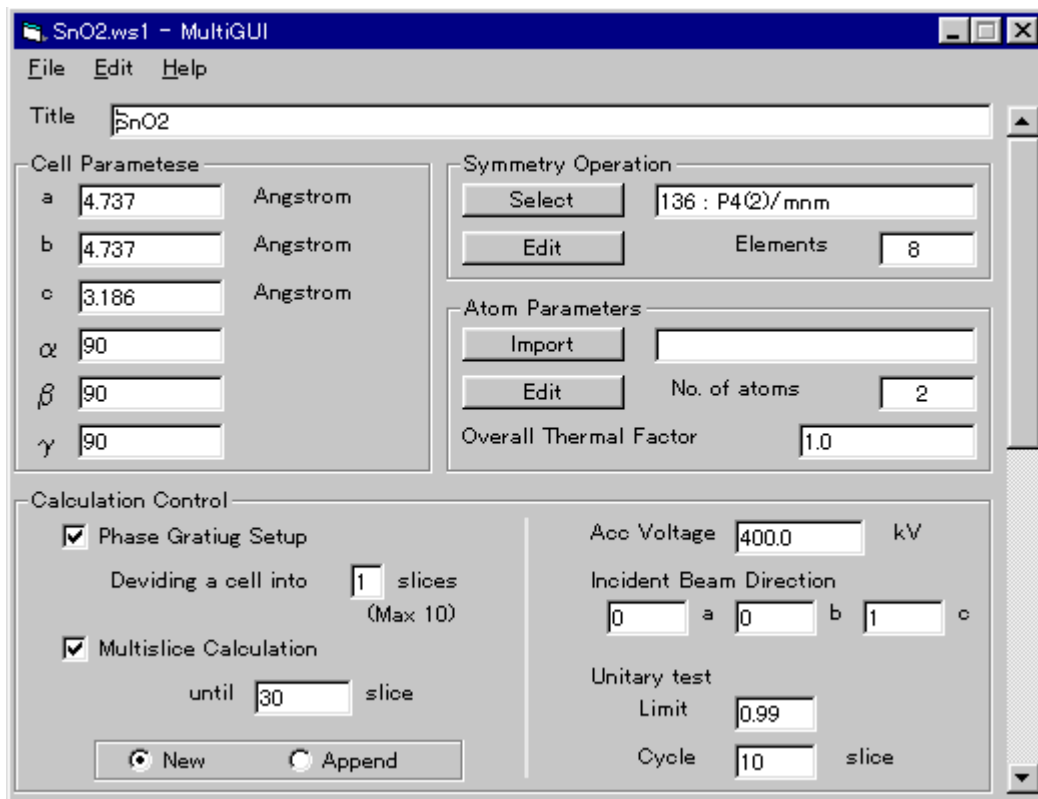 SnO2.ws1 - MultiGUI
File Edit Help
Title SnO2
Cell Parametese
a 4.737 Angstrom
b 4.737 Angstrom
c 3.186 Angstrom
α 90
β 90
γ 90
Symmetry Operation
Select 136 : P4(2)/mnm
Edit Elements 8
Atom Parameters
Import
Edit No. of atoms 2
Overall Thermal Factor 1.0
Calculation Control
Phase Gratiug Setup
Deviding a cell into 1 slices
(Max 10)
Multislice Calculation
until 30 slice
New Append
Acc Voltage 400.0 kV
Incident Beam Direction
0 a 0 b 1 c
Unitary test
Limit 0.99
Cycle 10 slice